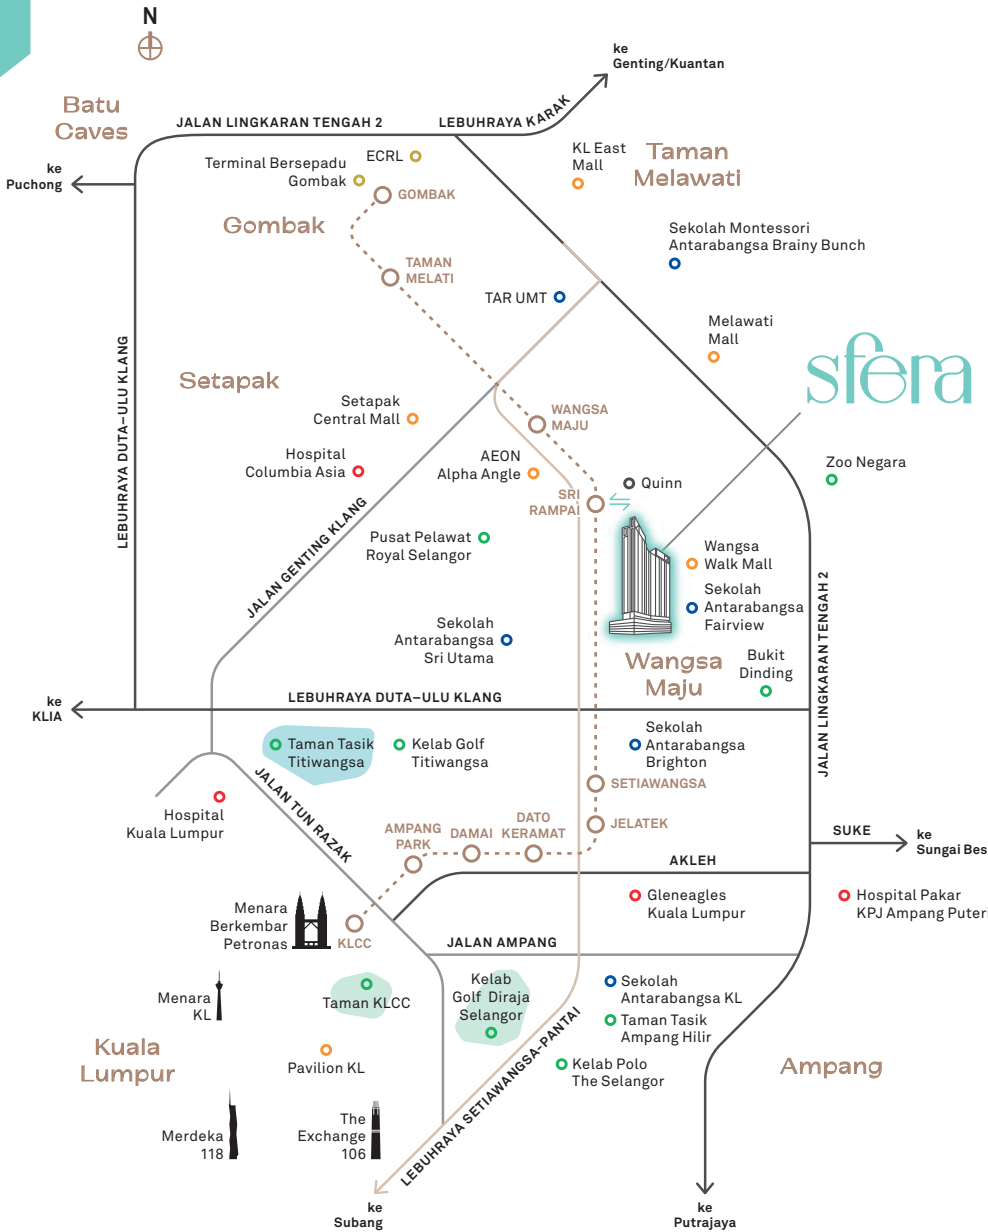 N
ke
Genting/Kuantan
Batu
Caves
JALAN LINGKARAN TENGAH 2
LEBUHRAYA KARAK
ke
Puchong
Terminal Bersepadu
Gombak
ECRL
GOMBAK
KL East
Mall
Taman
Melawati
Gombak
Sekolah Montessori
Antarabangsa Brainy Bunch
TAMAN
MELATI
TAR UMT
Melawati
Mall
sfera
LEBUHRAYA DUTA-ULU KLANG
Setapak
Setapak
Central Mall
WANGSA
MAJU
Hospital
Columbia Asia
AEON
Alpha Angle
Zoo Negara
SRI
RAMPAI
Quinn
JALAN GENTING KLANG
Pusat Pelawat
Royal Selangor
Wangsa
Walk Mall
Sekolah
Antarabangsa
Fairview
JALAN LINGKARAN TENGAH 2
Sekolah
Antarabangsa
Sri Utama
Wangsa
Maju
Bukit
Dinding
ke
KLIA
LEBUHRAYA DUTA-ULU KLANG
Taman Tasik
Titiwangsa
Kelab Golf
Titiwangsa
Sekolah
Antarabangsa
Brighton
JALAN TUN RAZAK
SETIAWANGSA
Hospital
Kuala Lumpur
AMPANG
PARK
DAMAI
DATO
KERAMAT
JELATEK
SUKE
ke
Sungai Bes
AKLEH
Gleneagles
Kuala Lumpur
Hospital Pakar
KPJ Ampang Puteri
Menara
Berkembar
Petronas
KLCC
JALAN AMPANG
Menara
KL
Taman KLCC
Kelab
Golf Diraja
Selangor
Sekolah
Antarabangsa KL
Taman Tasik
Ampang Hilir
Kuala
Lumpur
Pavilion KL
Kelab Polo
The Selangor
Ampang
LEBUHRAYA SETIAWANGSA-PANTAI
Merdeka
118
The
Exchange
106
ke
Subang
ke
Putrajaya